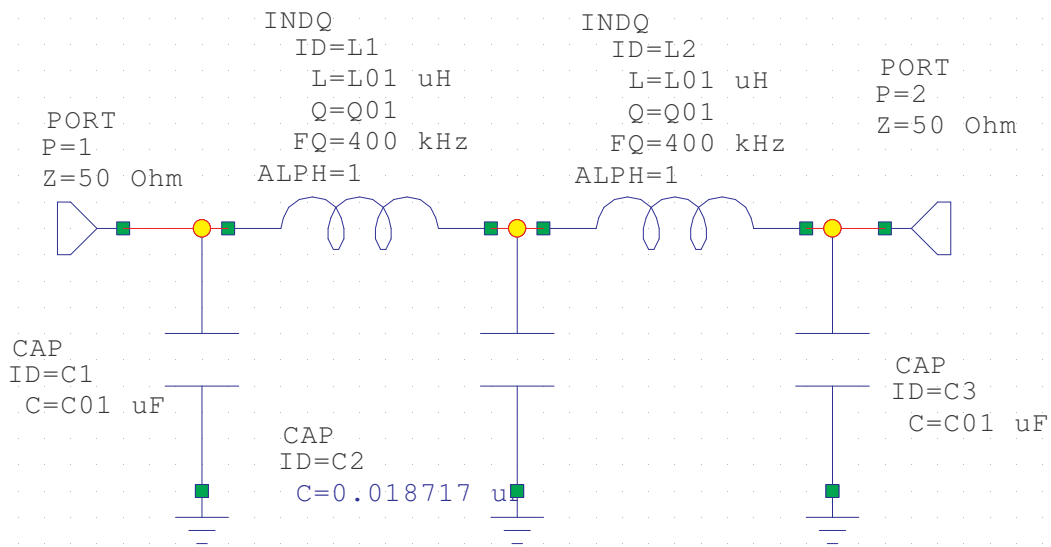 INDQ
ID=L1
L=L01 uH
Q=Q01
FQ=400 kHz
ALPH=1
INDQ
ID=L2
L=L01 uH
Q=Q01
FQ=400 kHz
ALPH=1
PORT
P=2
Z=50 Ohm
PORT
P=1
Z=50 Ohm
CAP
ID=C1
C=C01 uF
CAP
ID=C2
C=0.018717
CAP
ID=C3
C=C01 uF